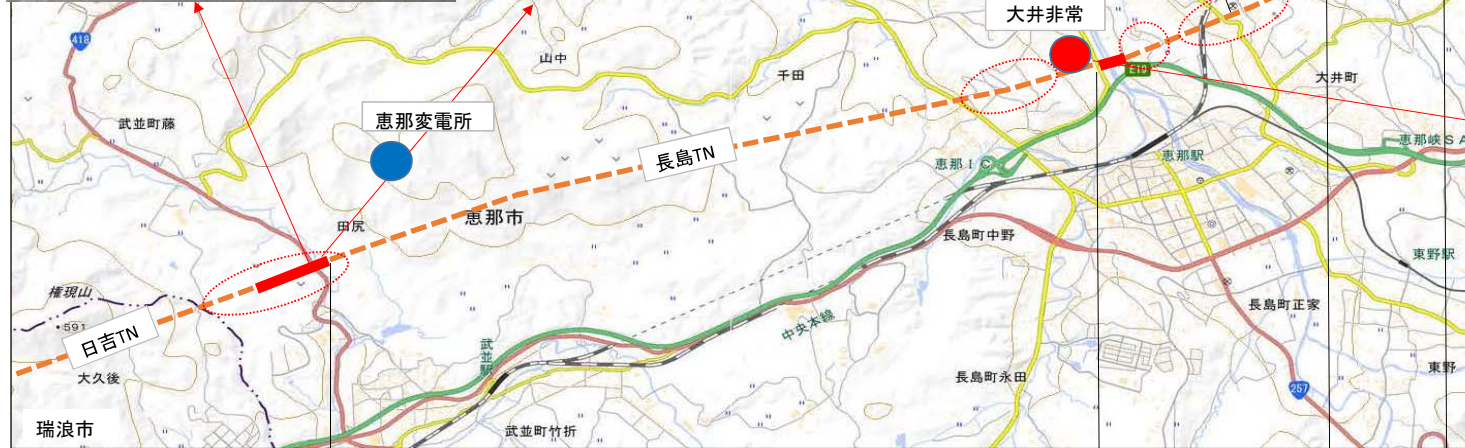 大井非常
418
山中
千田
E19
大井町
武並町藤
恵那変電所
恵那峡SA
長島TN
恵那IC
恵那駅
田尻
恵那市
長島町中野
東野駅
権現山
・591
長島町正家
日吉TN
中央本線
武並駅
大久後
長島町永田
東野
257
瑞浪市
武並町竹折